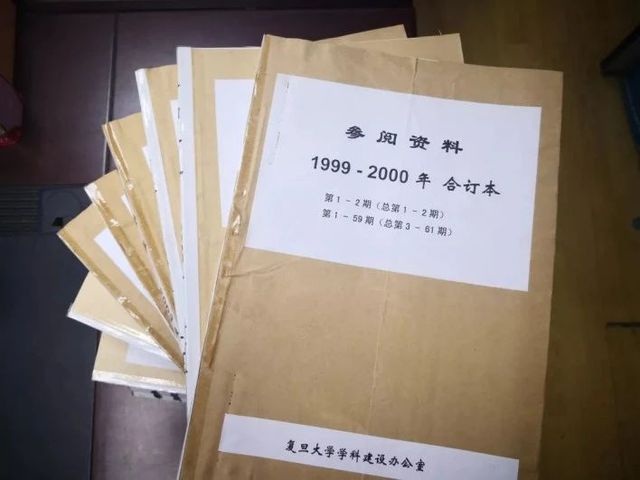 参阅资料
1999 - 2000 年 合订本
第 1 - 2 期（总第 1 - 2 期）
第 1 - 59 期（总第 3 - 61 期）
复旦大学学科建设办公室